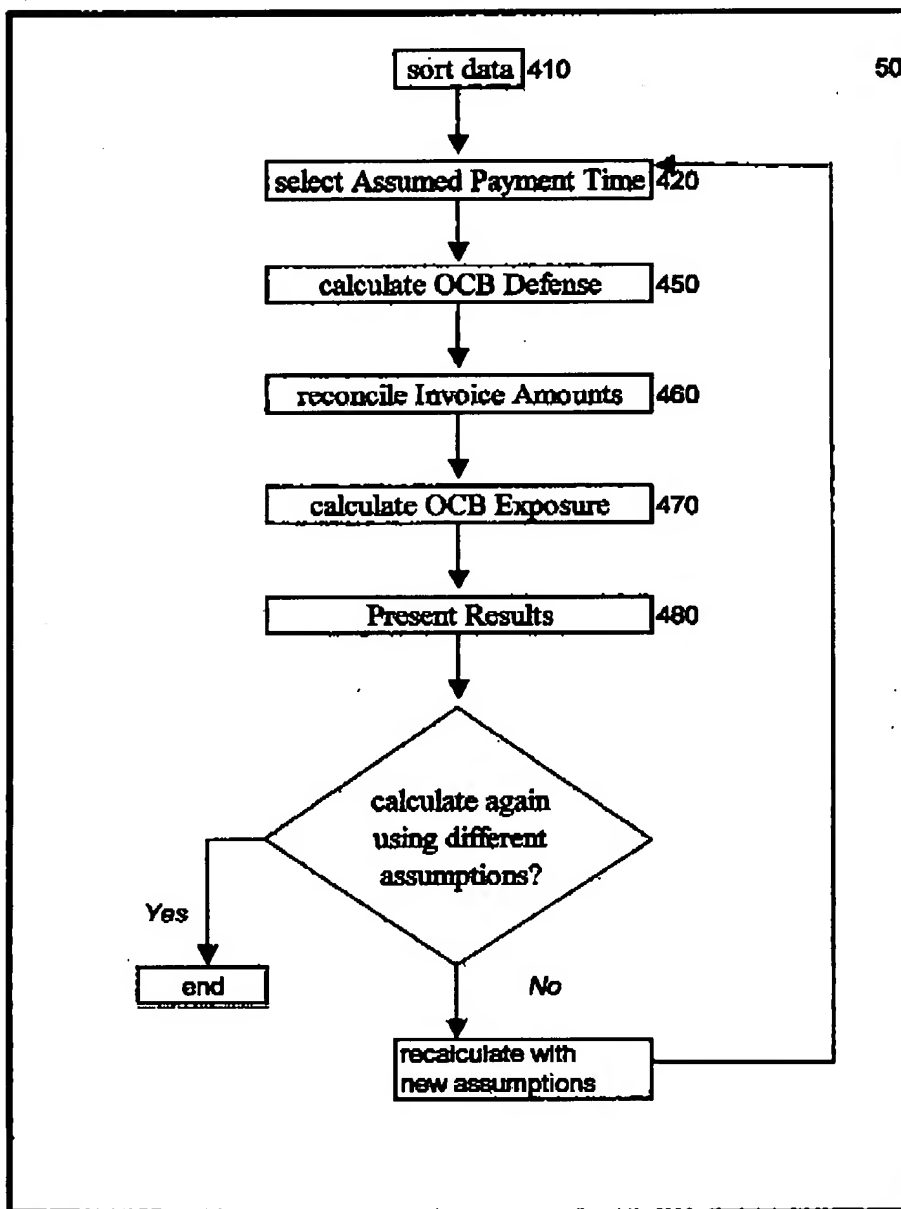 sort data 410
50
select Assumed Payment Time 420
calculate OCB Defense 450
reconcile Invoice Amounts 460
calculate OCB Exposure 470
Present Results 480
calculate again
using different
assumptions?
Yes
end
No
recalculate with
new assumptions